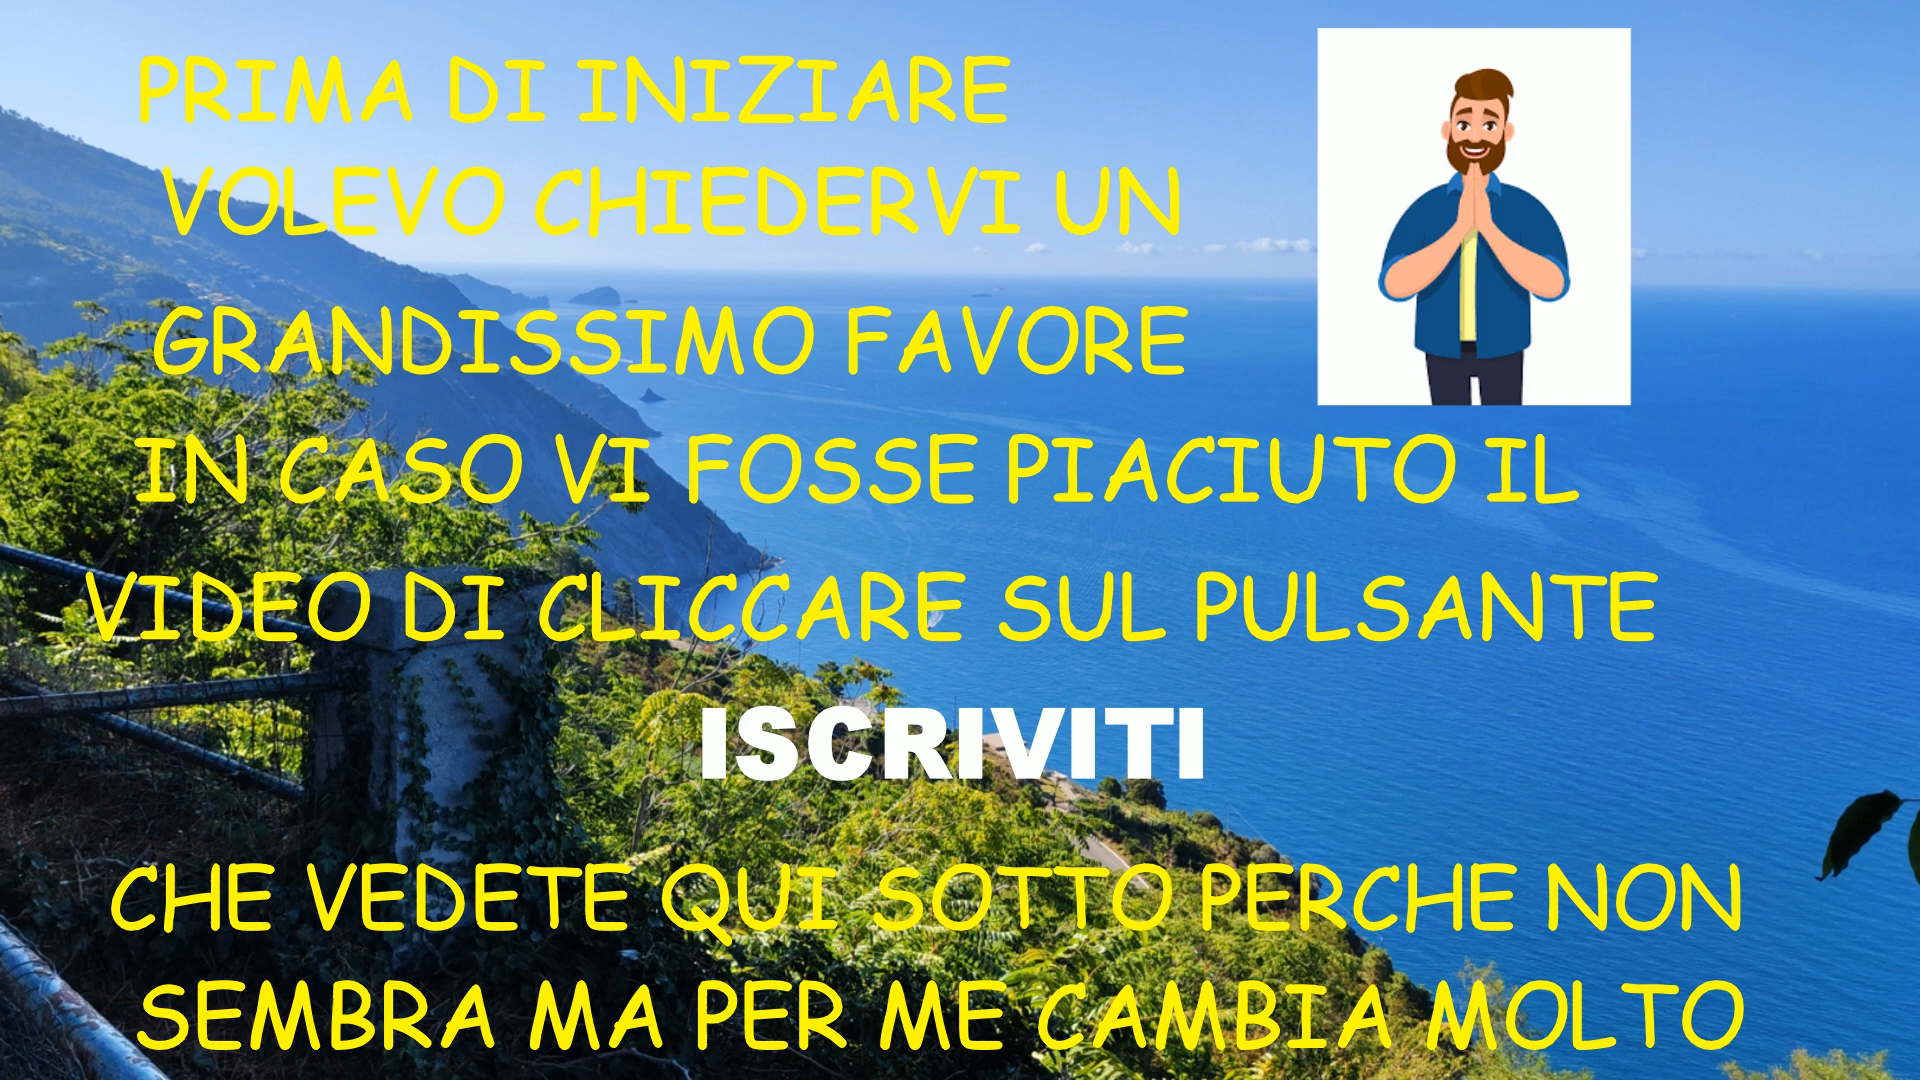 PRIMA DI INIZIARE
VOLEVO CHIEDERVI UN
GRANDISSIMO FAVORE
IN CASO VI FOSSE PIACIUTO IL
VIDEO DI CLICCARE SUL PULSANTE
ISCRIVITI
CHE VEDETE QUI SOTTO PERCHE NON
SEMBRA MA PER ME CAMBIA MOLTO